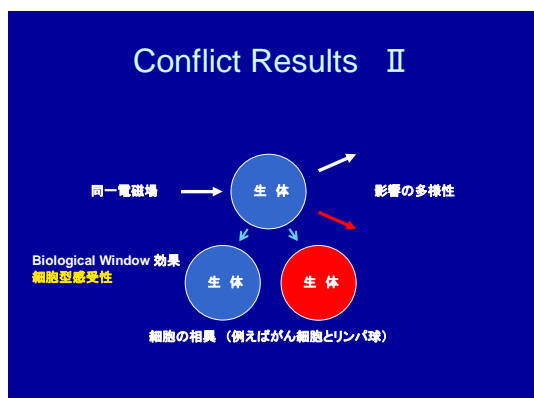 Conflict Results Ⅱ
同一電磁場
生 体
影響の多様性
Biological Window 効果
細胞型感受性
生 体
生 体
細胞の相異 （例えばがん細胞とリンパ球）